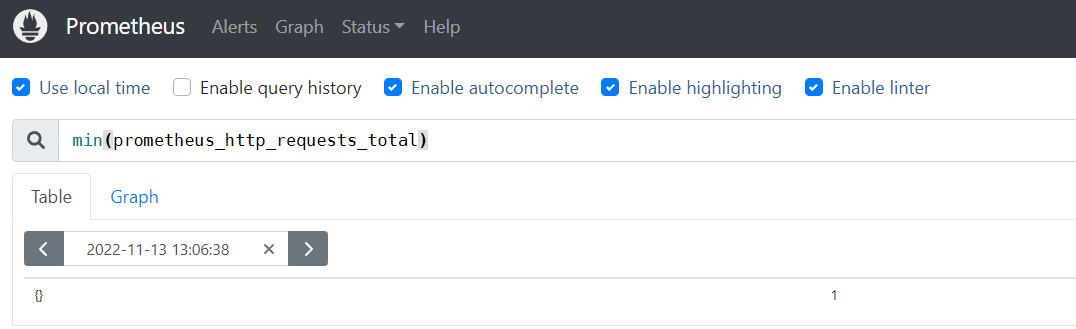 Prometheus Alerts Graph Status Help
Use local time Enable query history Enable autocomplete Enable highlighting Enable linter
min(prometheus_http_requests_total)
Table Graph
2022-11-13 13:06:38
{} 1